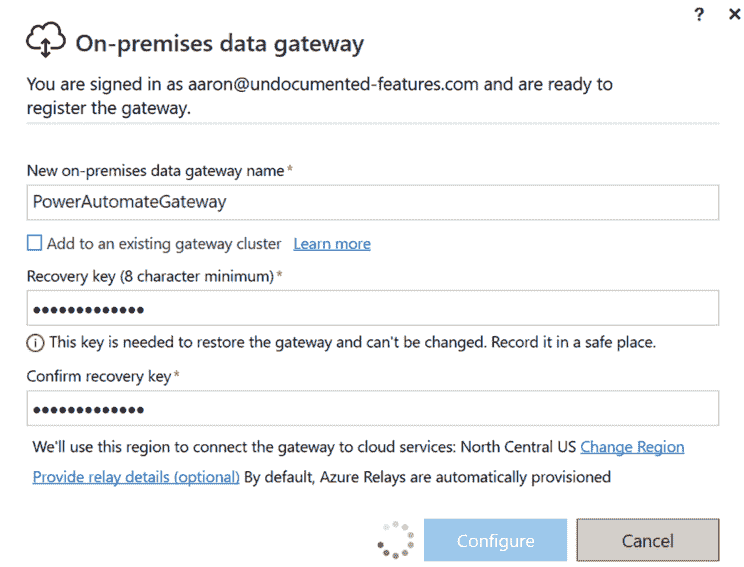 ? ×
On-premises data gateway
You are signed in as aaron@undocumented-features.com and are ready to
register the gateway.
New on-premises data gateway name*
PowerAutomateGateway
Add to an existing gateway cluster Learn more
Recovery key (8 character minimum)*
•••••••••••••
This key is needed to restore the gateway and can't be changed. Record it in a safe place.
Confirm recovery key*
•••••••••••••
We'll use this region to connect the gateway to cloud services: North Central US Change Region
Provide relay details (optional) By default, Azure Relays are automatically provisioned
Configure Cancel